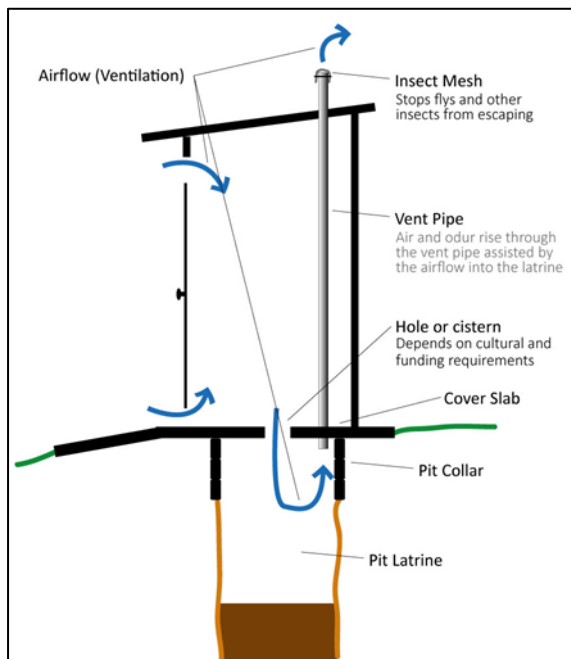 Airflow (Ventilation)
Insect Mesh
Stops flys and other
insects from escaping
Vent Pipe
Air and odur rise through
the vent pipe assisted by
the airflow into the latrine
Hole or cistern
Depends on cultural and
funding requirements
Cover Slab
Pit Collar
Pit Latrine